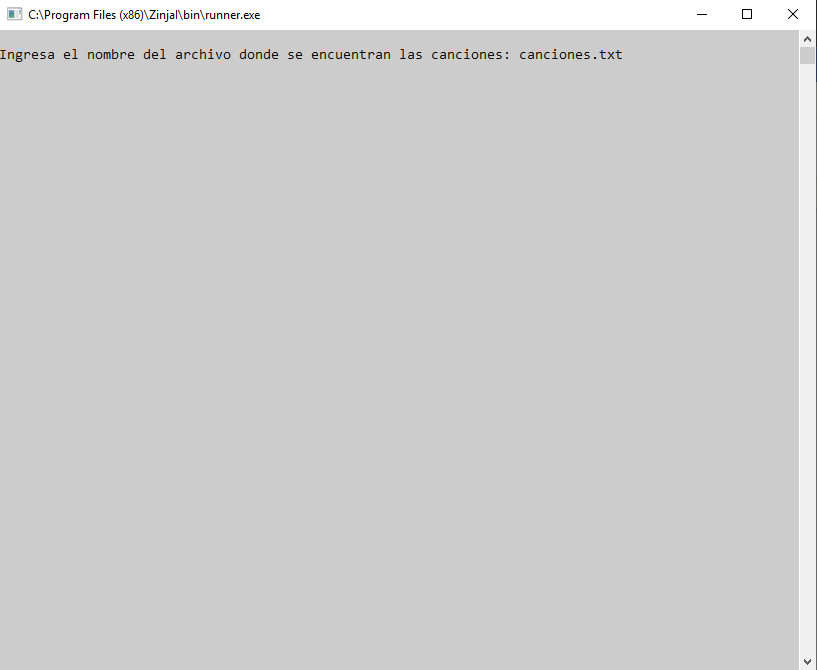 C:\Program Files (x86)\Zinjal\bin\runner.exe
Ingresa el nombre del archivo donde se encuentran las canciones: canciones.txt